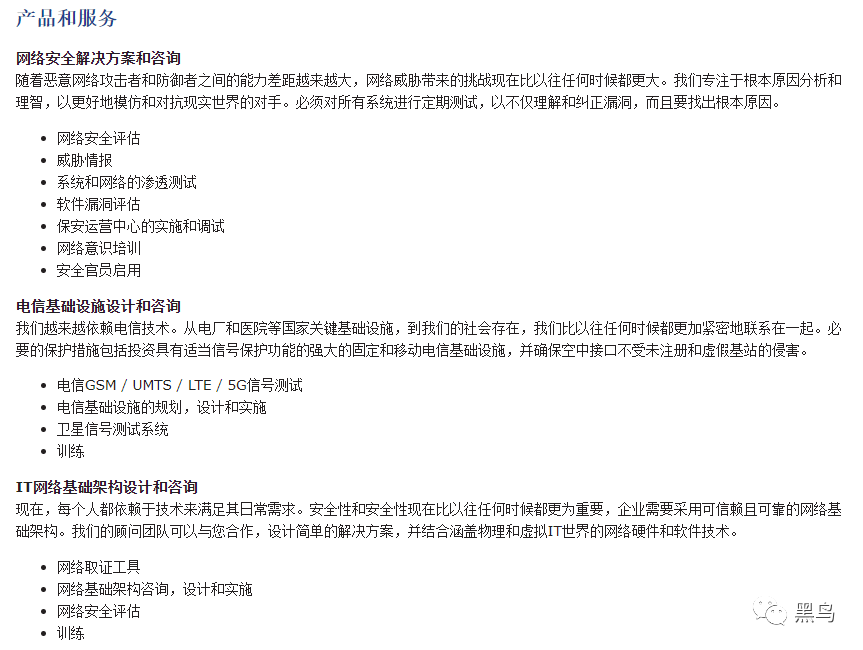 产品和服务
网络安全解决方案和咨询
随着恶意网络攻击者和防御者之间的能力差距越来越大，网络威胁带来的挑战现在比以往任何时候都更大。我们专注于根本原因分析和
理智，以更好地模仿和对抗现实世界的对手。必须对所有系统进行定期测试，以不仅理解和纠正漏洞，而且要找出根本原因。
网络安全评估
威胁情报
系统和网络的渗透测试
软件漏洞评估
保安运营中心的实施和调试
网络意识培训
安全官员启用
电信基础设施设计和咨询
我们越来越依赖电信技术。从电厂和医院等国家关键基础设施，到我们的社会存在，我们比以往任何时候都更加紧密地联系在一起。必
要的保护措施包括投资具有适当信号保护功能的强大的固定和移动电信基础设施，并确保空中接口不受未注册和虚假基站的侵害。
电信GSM / UMTS / LTE / 5G信号测试
电信基础设施的规划，设计和实施
卫星信号测试系统
训练
IT网络基础架构设计和咨询
现在，每个人都依赖于技术来满足其日常需求。安全性和安全性现在比以往任何时候都更为重要，企业需要采用可信赖且可靠的网络基
础架构。我们的顾问团队可以与您合作，设计简单的解决方案，并结合涵盖物理和虚拟IT世界的网络硬件和软件技术。
网络取证工具
网络基础架构咨询，设计和实施
网络安全评估
训练
黑鸟